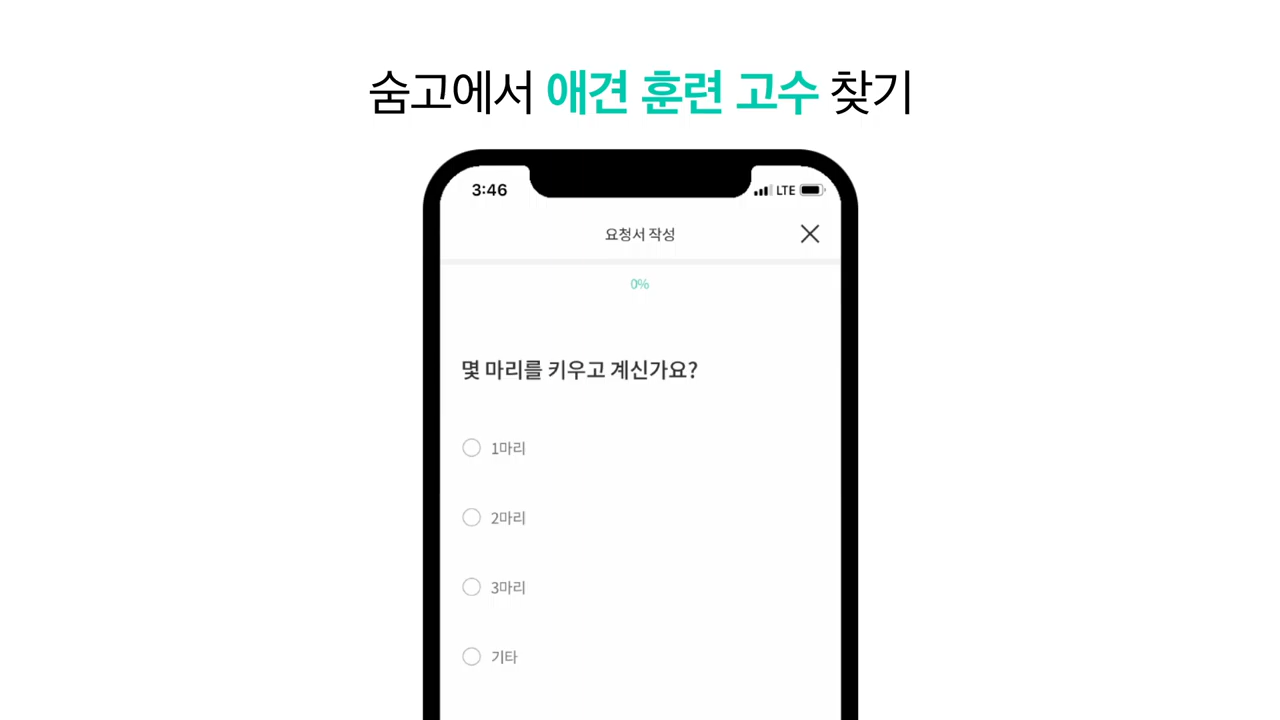 숨고에서 애견 훈련 고수 찾기
3:46 LTE
요청서 작성
0%
몇 마리를 키우고 계신가요?
1마리
2마리
3마리
기타